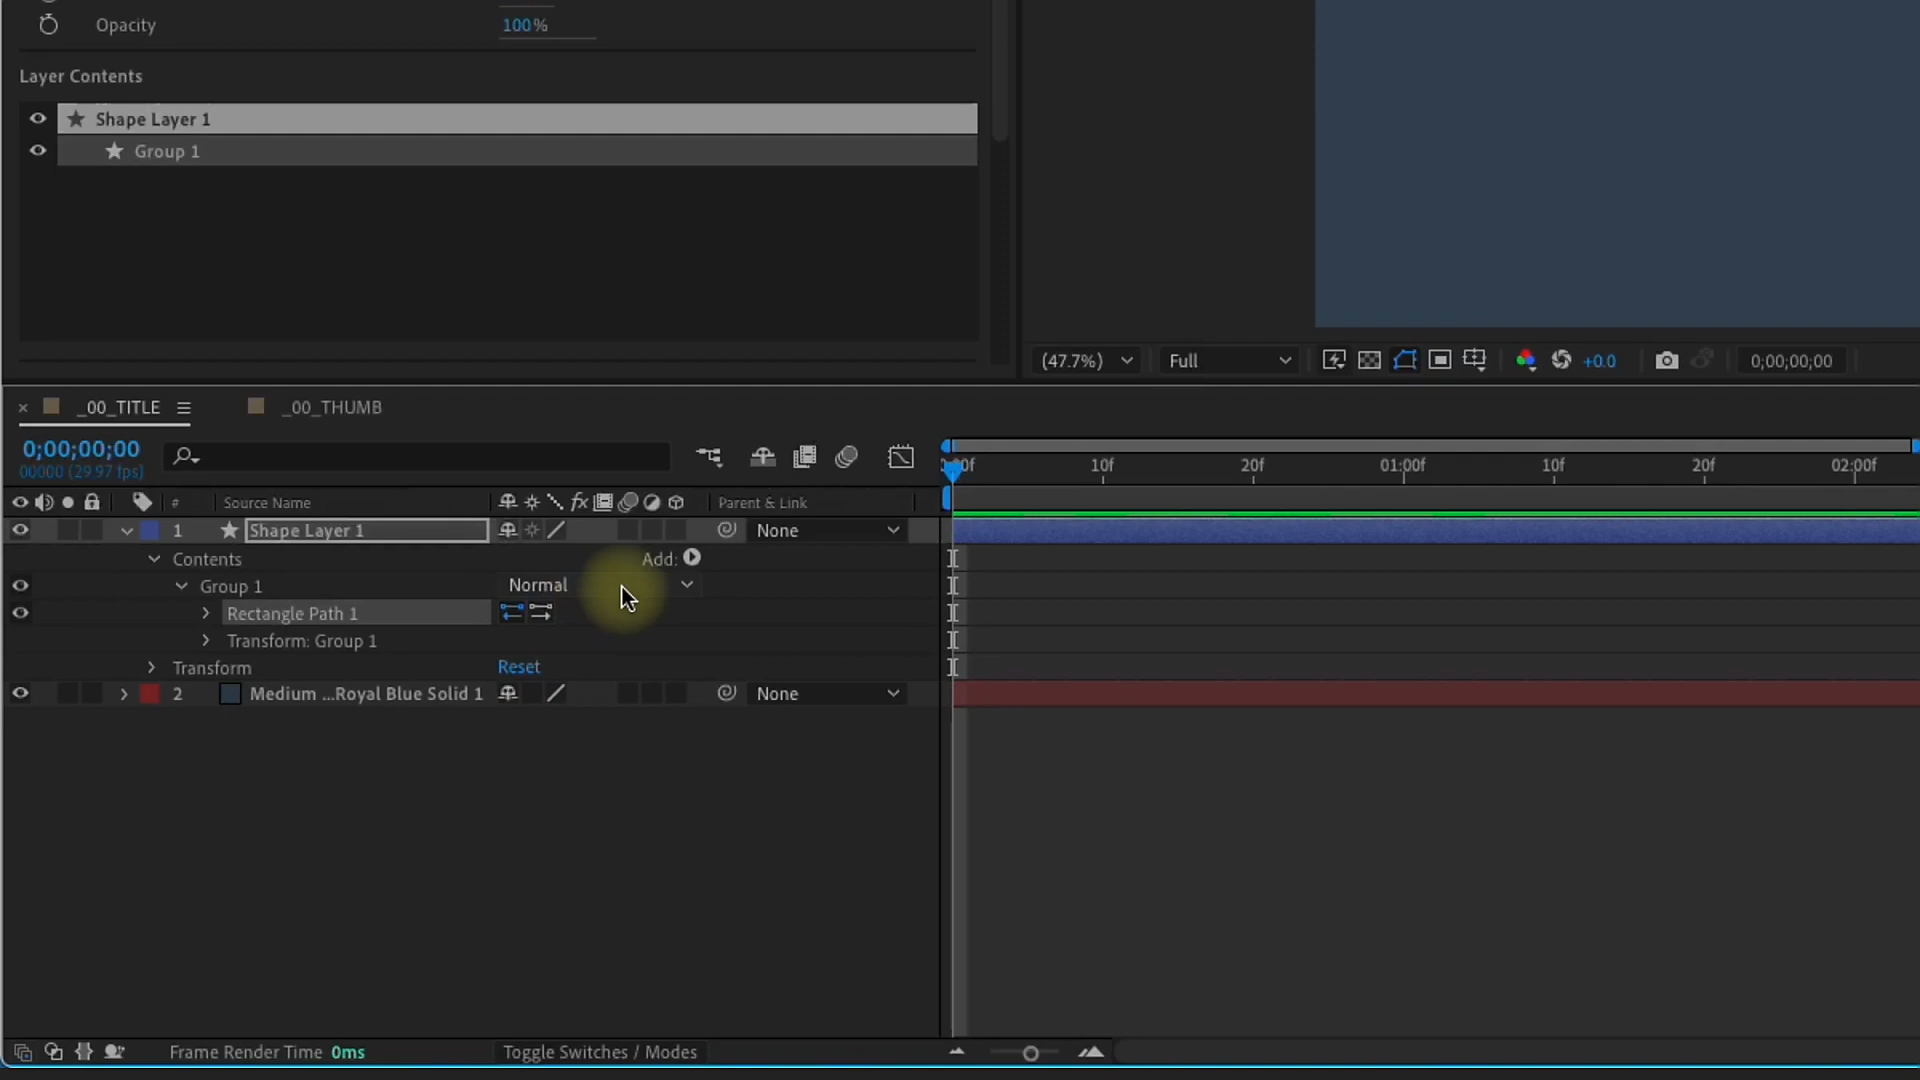 Opacity 100%
Layer Contents
Shape Layer 1
Group 1
(47.7%) Full +0.0 0;00;00;00
_00_TITLE _00_THUMB
0;00;00;00
00000 (29.97 fps)
10f 20f 01:00f 10f 20f 02:00f
# Source Name fx Parent & Link
1 Shape Layer 1 None
Contents Add:
Group 1 Normal
Rectangle Path 1
Transform: Group 1
Transform Reset
2 Medium ...Royal Blue Solid 1 None
Frame Render Time 0ms Toggle Switches / Modes